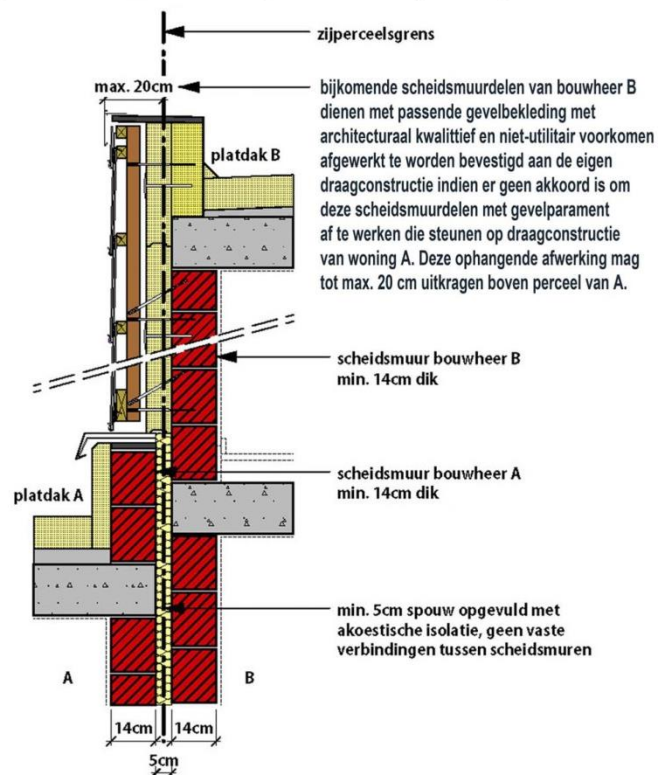 zijperceelsgrens
max. 20cm
bijkomende scheidsmuurdelen van bouwheer B
dienen met passende gevelbekleding met
architecturaal kwalittief en niet-utilitair voorkomen
afgewerkt te worden bevestigd aan de eigen
draagconstructie indien er geen akkoord is om
deze scheidsmuurdelen met gevelparament
af te werken die steunen op draagconstructie
van woning A. Deze ophangende afwerking mag
tot max. 20 cm uitkragen boven perceel van A.
platdak B
scheidsmuur bouwheer B
min. 14cm dik
scheidsmuur bouwheer A
min. 14cm dik
platdak A
min. 5cm spouw opgevuld met
akoestische isolatie, geen vaste
verbindingen tussen scheidsmuren
A
B
14cm
14cm
5cm